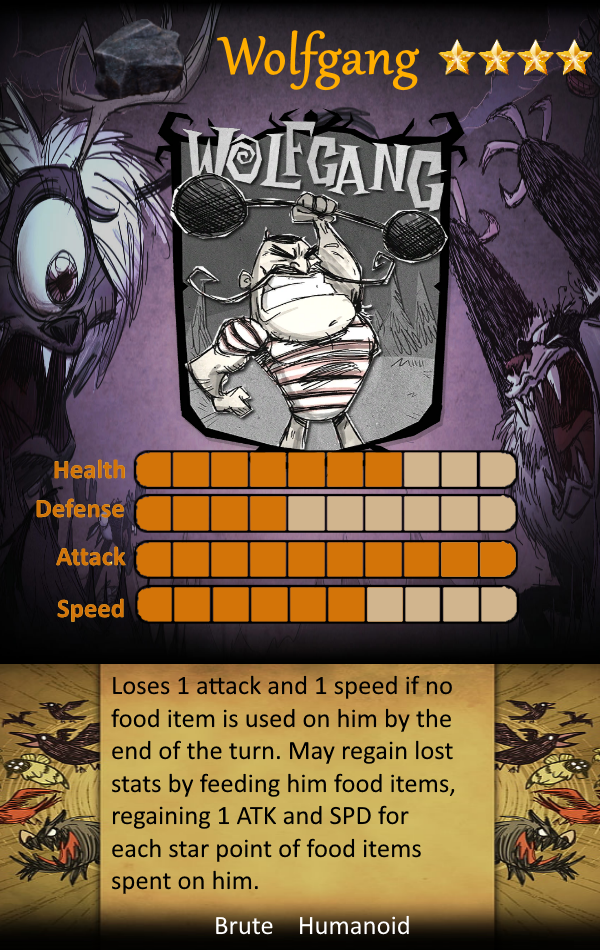 Wolfgang
WOLFGANG
Health
Defense
Attack
Speed
Loses 1 attack and 1 speed if no
food item is used on him by the
end of the turn. May regain lost
stats by feeding him food items,
regaining 1 ATK and SPD for
each star point of food items
spent on him.
Brute Humanoid